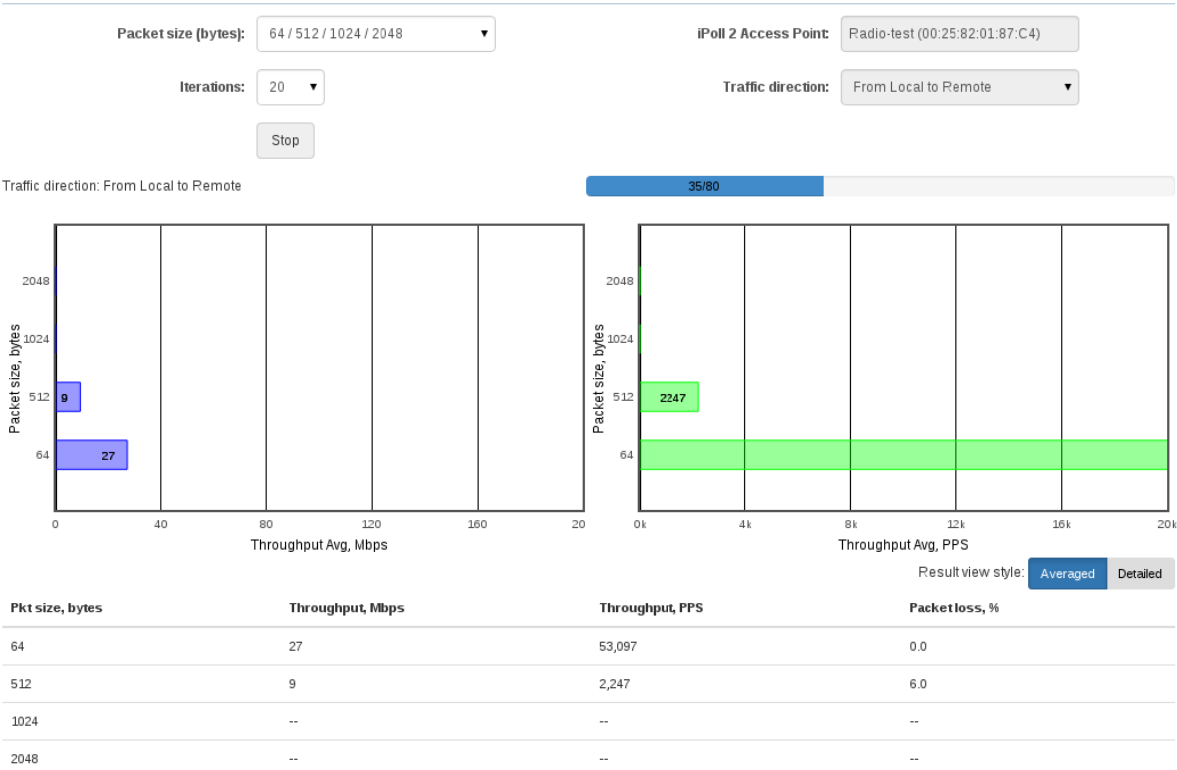 Packet size (bytes): 64 / 512 / 1024 / 2048 iPoll 2 Access Point: Radio-test (00:25:82:01:87:C4)
Iterations: 20 Traffic direction: From Local to Remote
Stop
Traffic direction: From Local to Remote 35/80
Packet size, bytes
2048
1024
512 9
64 27
0 40 80 120 160 20
Throughput Avg, Mbps
Packet size, bytes
2048
1024
512 2247
64
0k 4k 8k 12k 16k 20k
Throughput Avg, PPS
Result view style: Averaged Detailed
Pkt size, bytes Throughput, Mbps Throughput, PPS Packet loss, %
64 27 53,097 0.0
512 9 2,247 6.0
1024 -- -- --
2048 -- -- --